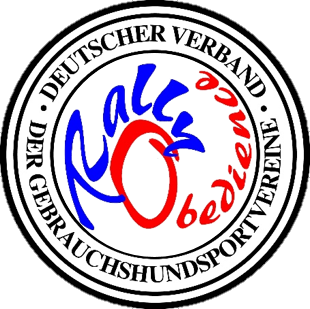 · DEUTSCHER VERBAND ·
DER GEBRAUCHSHUNDSPORTVEREINE
Rally
Obedience